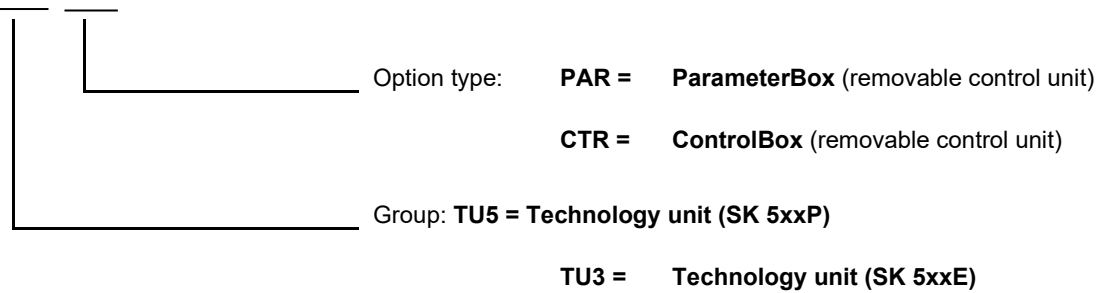 Option type: PAR = ParameterBox (removable control unit)
CTR = ControlBox (removable control unit)
Group: TU5 = Technology unit (SK 5xxP)
TU3 = Technology unit (SK 5xxE)